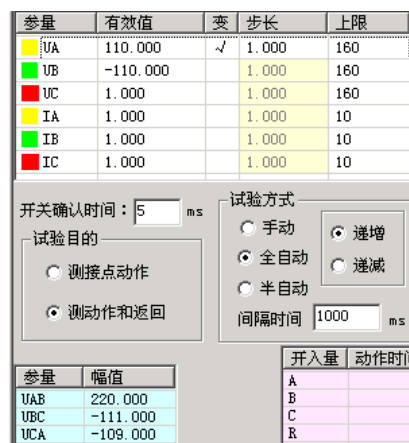 参量 有效值 变 步长 上限
UA 110.000 √ 1.000 160
UB -110.000 1.000 160
UC 1.000 1.000 160
IA 1.000 1.000 10
IB 1.000 1.000 10
IC 1.000 1.000 10
开关确认时间： 5 ms
试验目的
测接点动作
测动作和返回
试验方式
手动
全自动
半自动
递增
递减
间隔时间 1000 ms
参量 幅值
UAB 220.000
UBC -111.000
UCA -109.000
开入量 动作时
A
B
C
R